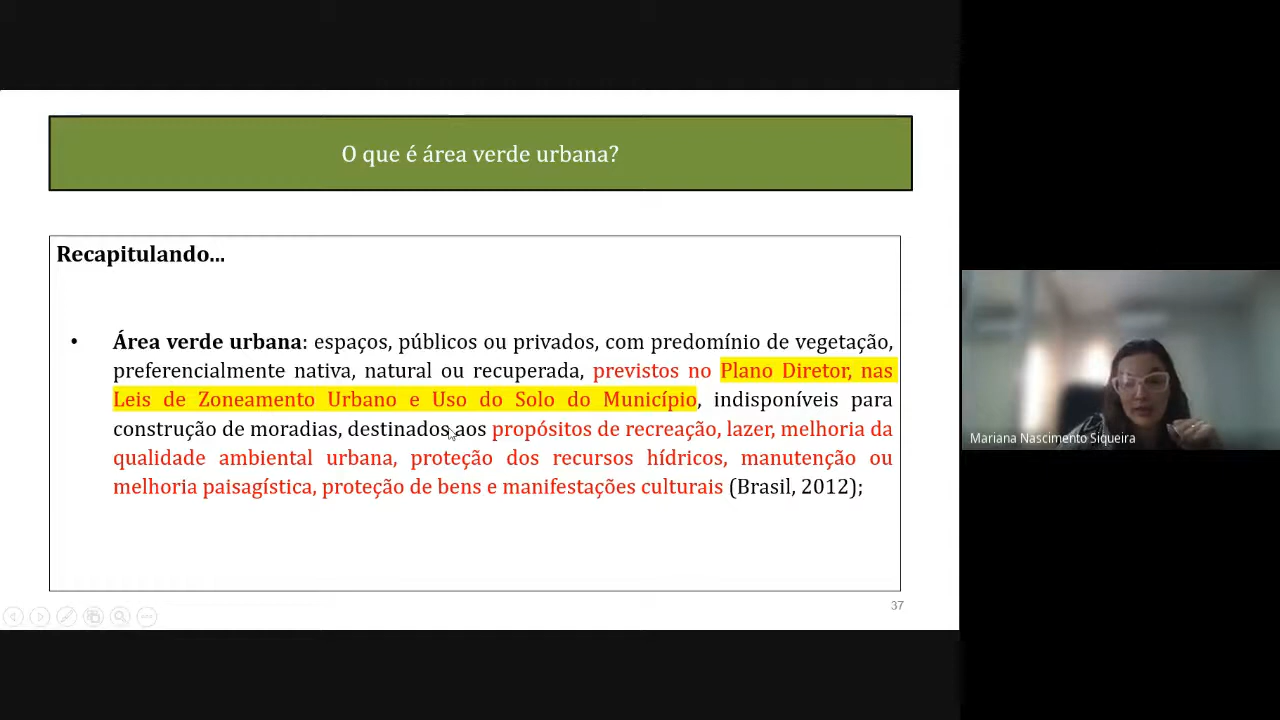 O que é área verde urbana?
Recapitulando...
• Área verde urbana: espaços, públicos ou privados, com predomínio de vegetação,
preferencialmente nativa, natural ou recuperada, previstos no Plano Diretor, nas
Leis de Zoneamento Urbano e Uso do Solo do Município, indisponíveis para
construção de moradias, destinados aos propósitos de recreação, lazer, melhoria da
qualidade ambiental urbana, proteção dos recursos hídricos, manutenção ou
melhoria paisagística, proteção de bens e manifestações culturais (Brasil, 2012);
37
Mariana Nascimento Siqueira